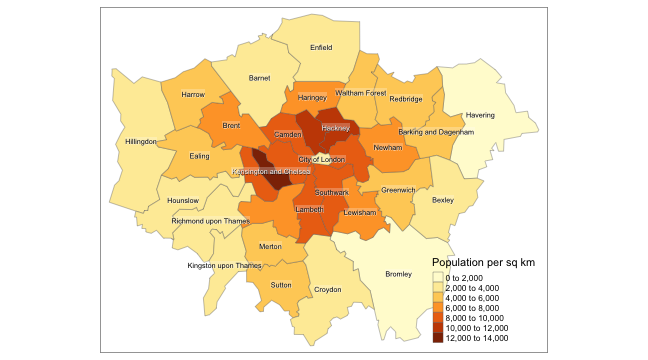 Enfield
Barnet
Harrow
Haringey
Waltham Forest
Redbridge
Havering
Brent
Camden
Hackney
Barking and Dagenham
Hillingdon
Ealing
City of London
Newham
Kensington and Chelsea
Hounslow
Southwark
Greenwich
Bexley
Richmond upon Thames
Lambeth
Lewisham
Merton
Kingston upon Thames
Bromley
Sutton
Croydon
Population per sq km
0 to 2,000
2,000 to 4,000
4,000 to 6,000
6,000 to 8,000
8,000 to 10,000
10,000 to 12,000
12,000 to 14,000